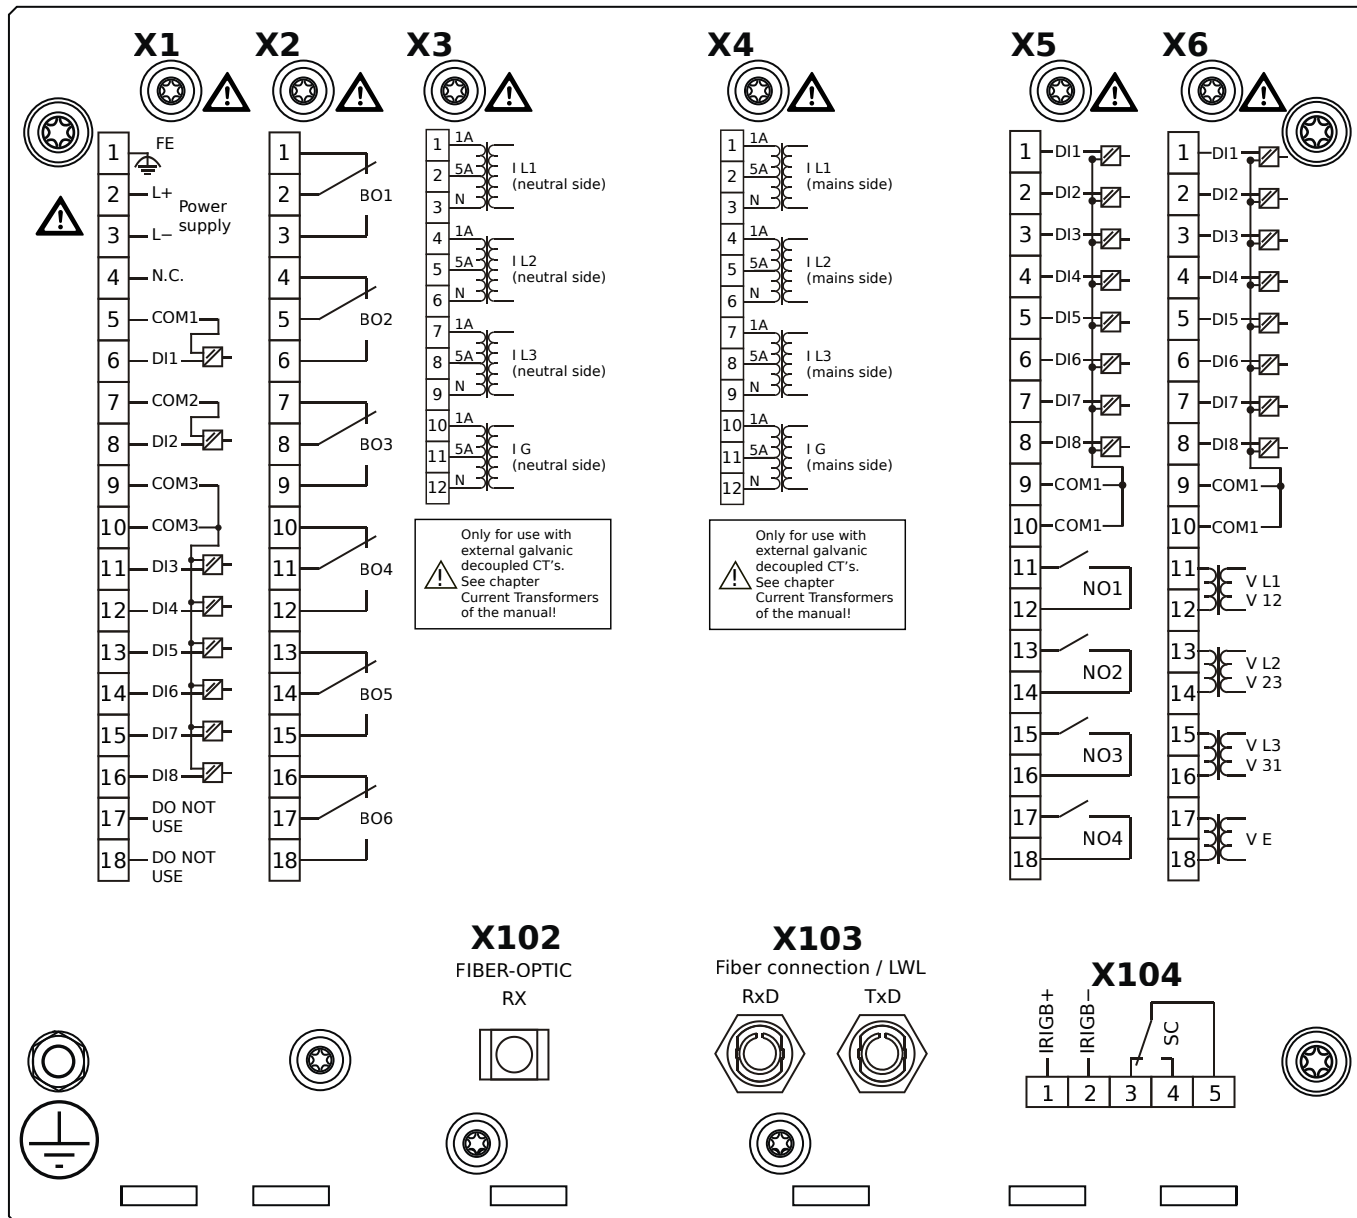 X1
X2
X3
X4
X5
X6
1 FE
2 L+ Power
3 L− supply
4 N.C.
5 COM1
6 DI1
7 COM2
8 DI2
9 COM3
10 COM3
11 DI3
12 DI4
13 DI5
14 DI6
15 DI7
16 DI8
17 DO NOT
USE
18 DO NOT
USE
1
2 BO1
3
4
5 BO2
6
7
8 BO3
9
10
11 BO4
12
13
14 BO5
15
16
17 BO6
18
1 1A
2 5A I L1
(neutral side)
3 N
4 1A
5 5A I L2
(neutral side)
6 N
7 1A
8 5A I L3
(neutral side)
9 N
10 1A
11 5A I G
(neutral side)
12 N
Only for use with
external galvanic
decoupled CT's.
See chapter
Current Transformers
of the manual!
1 1A
2 5A I L1
(mains side)
3 N
4 1A
5 5A I L2
(mains side)
6 N
7 1A
8 5A I L3
(mains side)
9 N
10 1A
11 5A I G
(mains side)
12 N
Only for use with
external galvanic
decoupled CT's.
See chapter
Current Transformers
of the manual!
1 DI1
2 DI2
3 DI3
4 DI4
5 DI5
6 DI6
7 DI7
8 DI8
9 COM1
10 COM1
11
NO1
12
13
NO2
14
15
NO3
16
17
NO4
18
1 DI1
2 DI2
3 DI3
4 DI4
5 DI5
6 DI6
7 DI7
8 DI8
9 COM1
10 COM1
11 V L1
12 V 12
13 V L2
14 V 23
15 V L3
16 V 31
17
V E
18
X102
FIBER-OPTIC
RX
X103
Fiber connection / LWL
RxD TxD
X104
IRIGB+
IRIGB−
SC
1 2 3 4 5